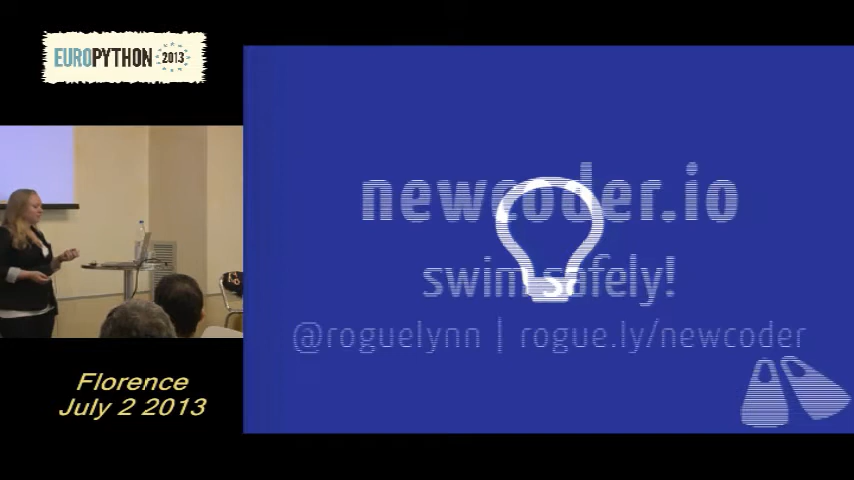 EUROPYTHON 2013
newcoder.io
swim safely!
@roguelynn | rogue.ly/newcoder
Florence
July 2 2013